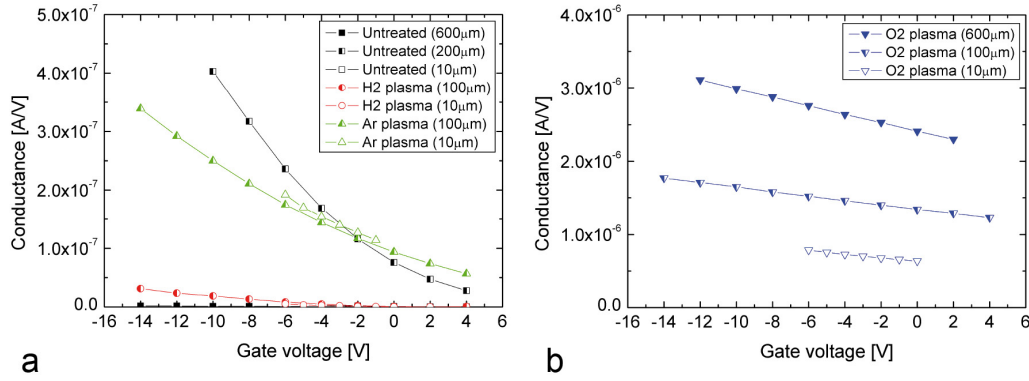 Conductance [A/V]
5.0x10⁻⁷
4.0x10⁻⁷
3.0x10⁻⁷
2.0x10⁻⁷
1.0x10⁻⁷
0.0
Untreated (600μm)
Untreated (200μm)
Untreated (10μm)
H2 plasma (100μm)
H2 plasma (10μm)
Ar plasma (100μm)
Ar plasma (10μm)
-16 -14 -12 -10 -8 -6 -4 -2 0 2 4 6
Gate voltage [V]
a
Conductance [A/V]
4.0x10⁻⁶
3.0x10⁻⁶
2.0x10⁻⁶
1.0x10⁻⁶
0.0
O2 plasma (600μm)
O2 plasma (100μm)
O2 plasma (10μm)
-16 -14 -12 -10 -8 -6 -4 -2 0 2 4 6
Gate voltage [V]
b